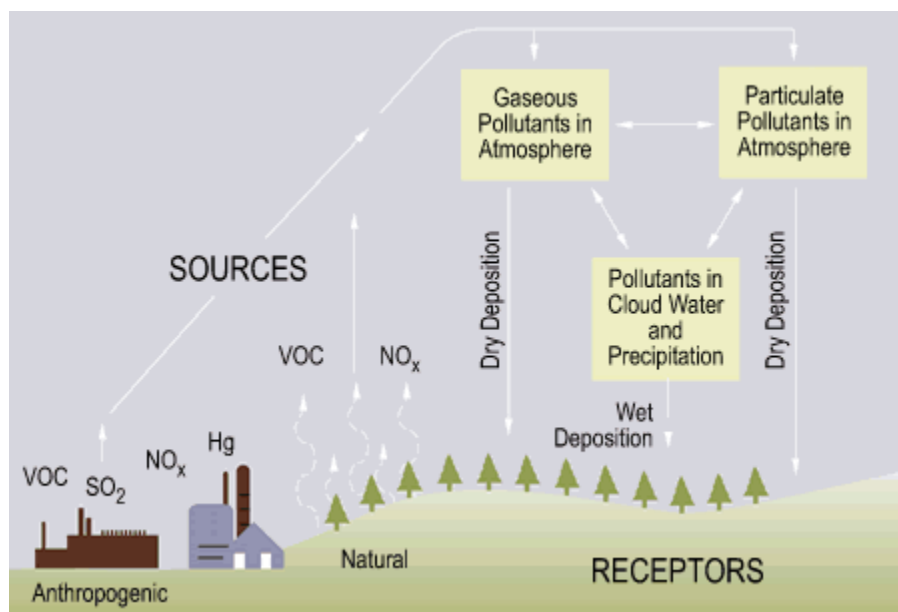 Gaseous
Pollutants in
Atmosphere
Particulate
Pollutants in
Atmosphere
SOURCES
Dry Deposition
Pollutants in
Cloud Water
and
Precipitation
Dry Deposition
VOC
NOx
Wet
Deposition
VOC
SO2
NOx
Hg
Natural
RECEPTORS
Anthropogenic